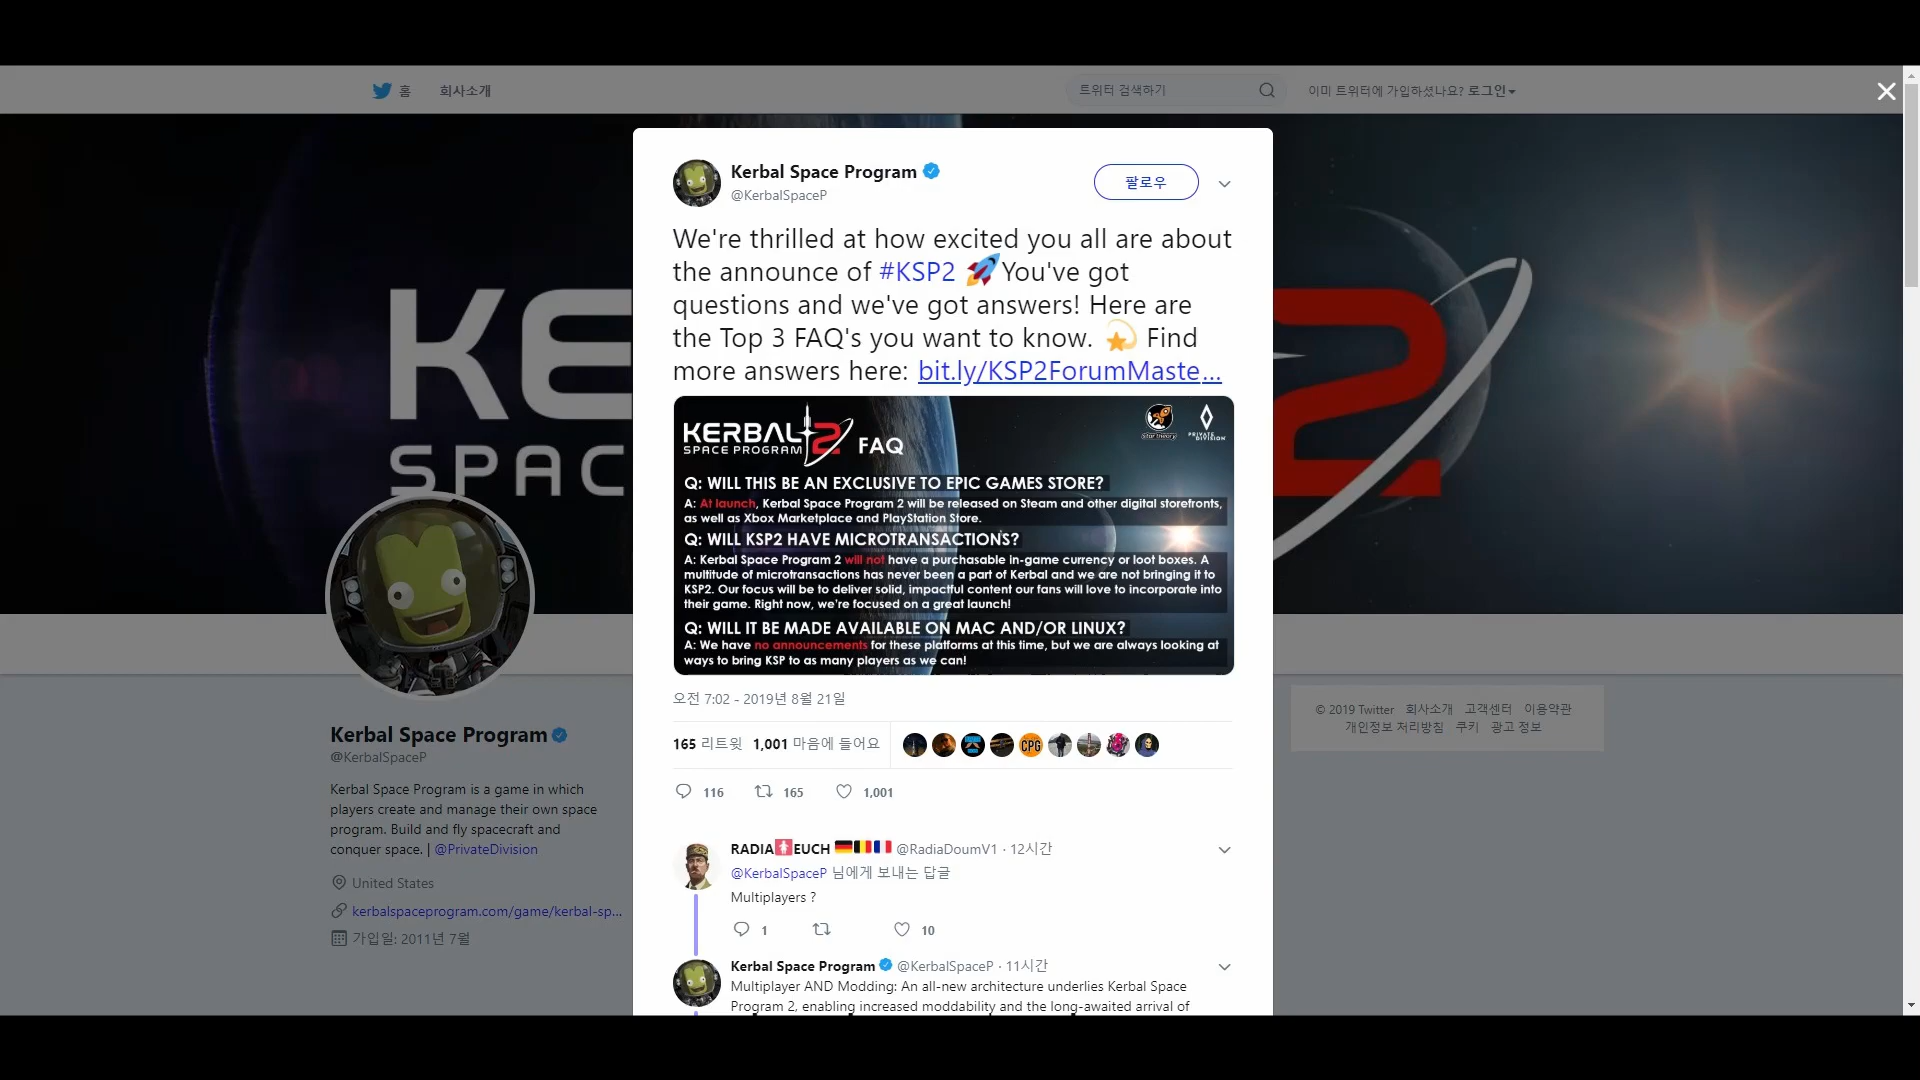 홈 회사소개 트위터 검색하기 이미 트위터에 가입하셨나요? 로그인
Kerbal Space Program
@KerbalSpaceP
팔로우
We're thrilled at how excited you all are about
the announce of #KSP2 🚀You've got
questions and we've got answers! Here are
the Top 3 FAQ's you want to know. 💫 Find
more answers here: bit.ly/KSP2ForumMaste...
KERBAL 2
SPACE PROGRAM
FAQ
star theory
PRIVATE DIVISION
Q: WILL THIS BE AN EXCLUSIVE TO EPIC GAMES STORE?
A: At launch, Kerbal Space Program 2 will be released on Steam and other digital storefronts,
as well as Xbox Marketplace and PlayStation Store.
Q: WILL KSP2 HAVE MICROTRANSACTIONS?
A: Kerbal Space Program 2 will not have a purchasable in-game currency or loot boxes. A
multitude of microtransactions has never been a part of Kerbal and we are not bringing it to
KSP2. Our focus will be to deliver solid, impactful content our fans will love to incorporate into
their game. Right now, we're focused on a great launch!
Q: WILL IT BE MADE AVAILABLE ON MAC AND/OR LINUX?
A: We have no announcements for these platforms at this time, but we are always looking at
ways to bring KSP to as many players as we can!
오전 7:02 - 2019년 8월 21일
165 리트윗 1,001 마음에 들어요
CPG
116 165 1,001
RADIA🚺EUCH 🇩🇪🇧🇪🇫🇷 @RadiaDoumV1 · 12시간
@KerbalSpaceP 님에게 보내는 답글
Multiplayers ?
1 10
Kerbal Space Program @KerbalSpaceP · 11시간
Multiplayer AND Modding: An all-new architecture underlies Kerbal Space
Program 2, enabling increased moddability and the long-awaited arrival of
KE
SPAC
2
Kerbal Space Program
@KerbalSpaceP
Kerbal Space Program is a game in which
players create and manage their own space
program. Build and fly spacecraft and
conquer space. | @PrivateDivision
United States
kerbalspaceprogram.com/game/kerbal-sp...
가입일: 2011년 7월
© 2019 Twitter 회사소개 고객센터 이용약관
개인정보 처리방침 쿠키 광고 정보